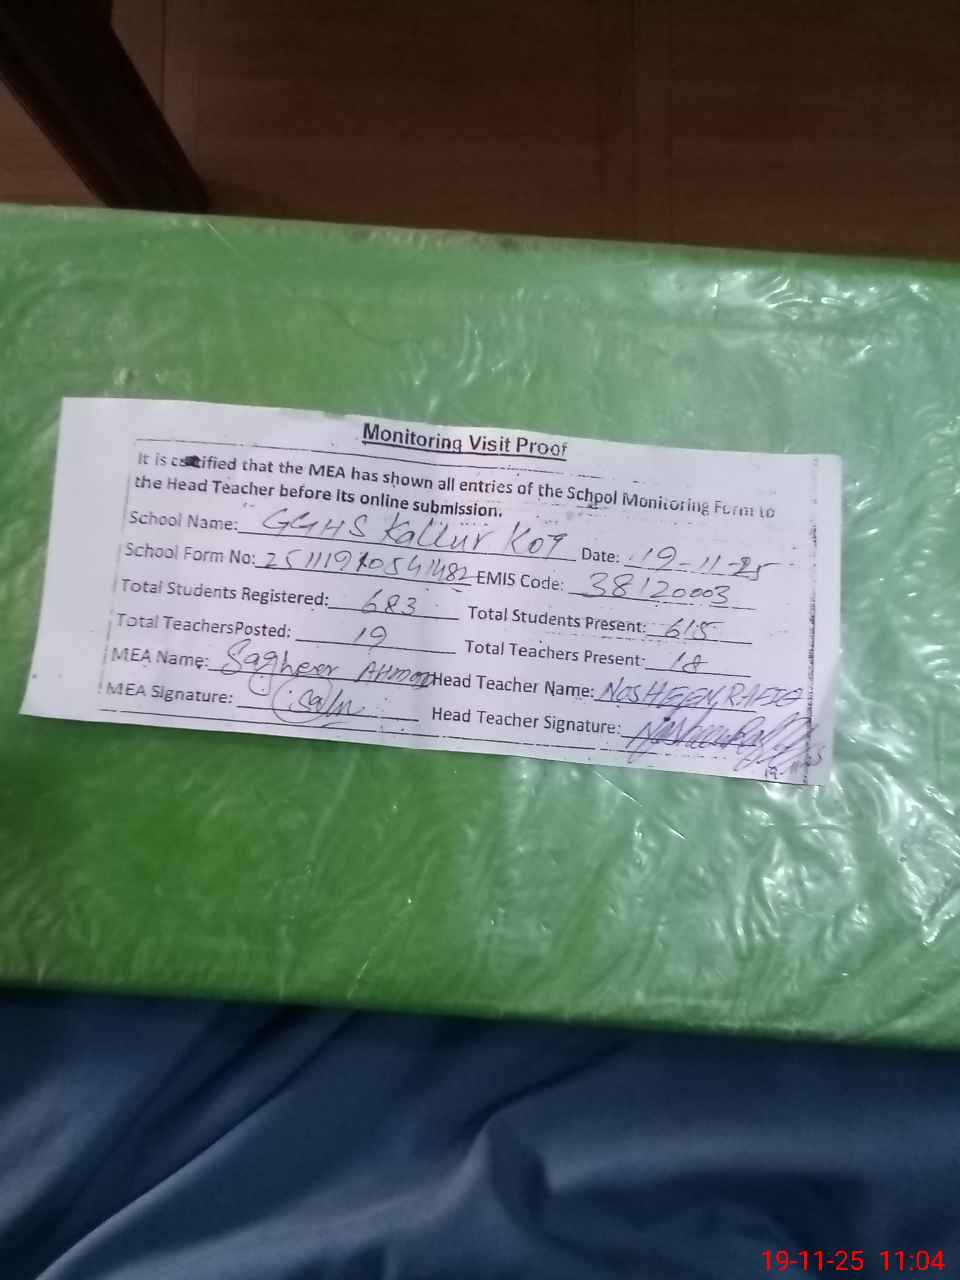 Monitoring Visit Proof
It is certified that the MEA has shown all entries of the School Monitoring Form to
the Head Teacher before its online submission.
School Name: GGHS Kallur Kot Date: 19-11-25
School Form No: EMIS Code: 38120003
Total Students Registered: 683 Total Students Present: 615
Total TeachersPosted: 19 Total Teachers Present: 18
MEA Name: Sagheer AHmad Head Teacher Name: NOSHEEN, RAFIQ
MEA Signature: Head Teacher Signature:
19-11-25 11:04